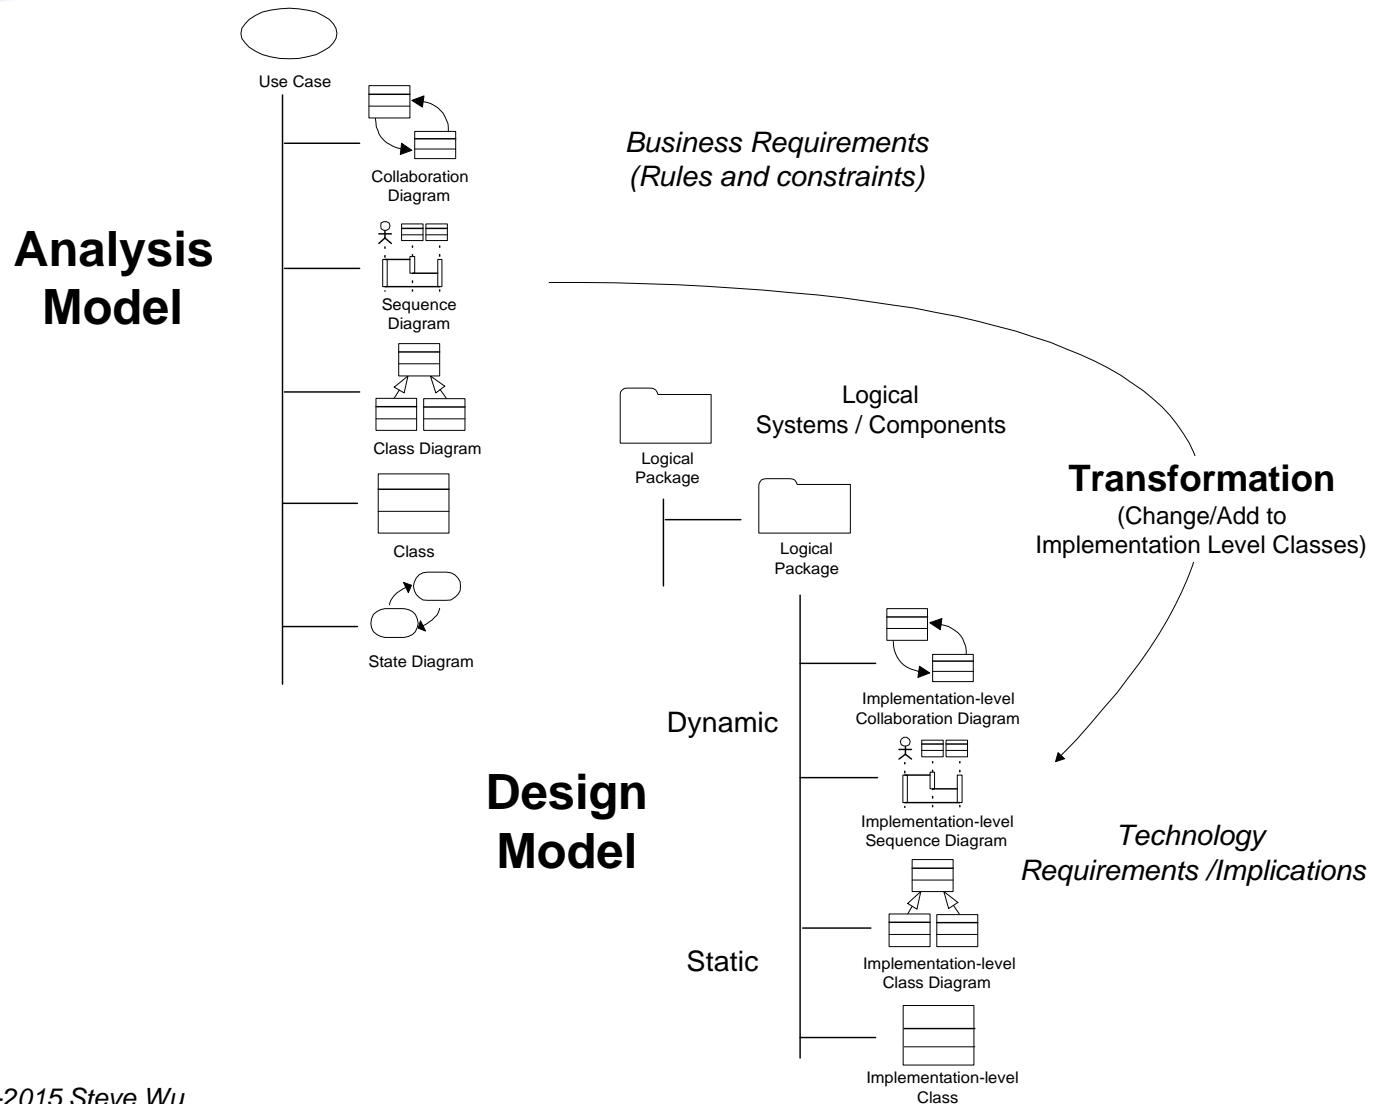 Use Case
Collaboration
Diagram
Business Requirements
(Rules and constraints)
Analysis
Model
Sequence
Diagram
Class Diagram
Class
State Diagram
Logical
Systems / Components
Logical
Package
Logical
Package
Transformation
(Change/Add to
Implementation Level Classes)
Dynamic
Implementation-level
Collaboration Diagram
Design
Model
Implementation-level
Sequence Diagram
Technology
Requirements /Implications
Static
Implementation-level
Class Diagram
Implementation-level
Class
-2015 Steve Wu